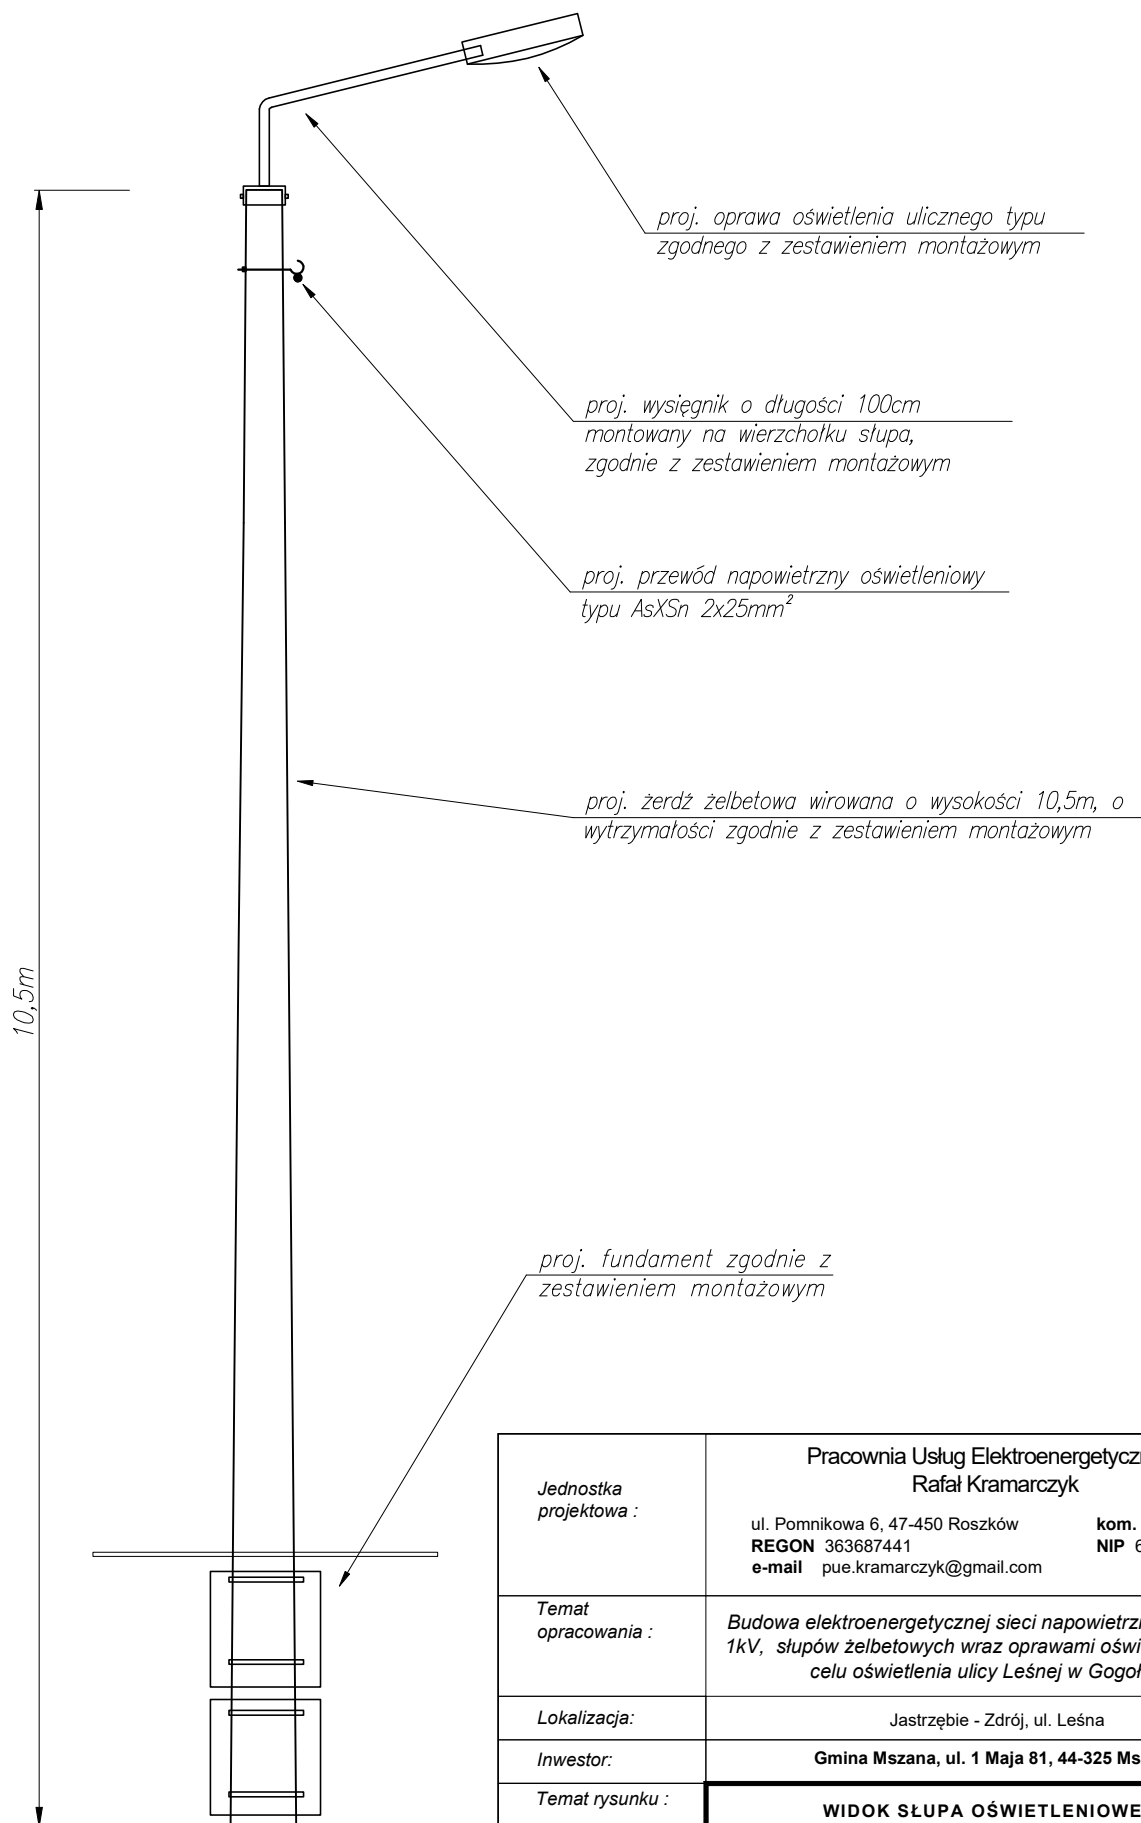 proj. oprawa oświetlenia ulicznego typu
zgodnego z zestawieniem montażowym
proj. wysięgnik o długości 100cm
montowany na wierzchołku słupa,
zgodnie z zestawieniem montażowym
proj. przewód napowietrzny oświetleniowy
typu AsXSn 2x25mm²
proj. żerdź żelbetowa wirowana o wysokości 10,5m, o
wytrzymałości zgodnie z zestawieniem montażowym
10,5m
proj. fundament zgodnie z
zestawieniem montażowym
Jednostka
projektowa :
Pracownia Usług Elektroenergetyczn
Rafał Kramarczyk
ul. Pomnikowa 6, 47-450 Roszków kom.
REGON 363687441 NIP 6
e-mail pue.kramarczyk@gmail.com
Temat
opracowania :
Budowa elektroenergetycznej sieci napowietrz
1kV, słupów żelbetowych wraz oprawami oświ
celu oświetlenia ulicy Leśnej w Gogoł
Lokalizacja:
Jastrzębie - Zdrój, ul. Leśna
Inwestor:
Gmina Mszana, ul. 1 Maja 81, 44-325 Ms
Temat rysunku :
WIDOK SŁUPA OŚWIETLENIOWE